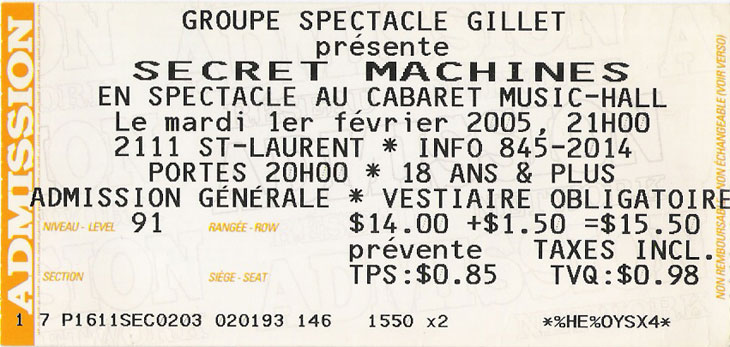 ADMISSION
GROUPE SPECTACLE GILLET
présente
SECRET MACHINES
EN SPECTACLE AU CABARET MUSIC-HALL
Le mardi 1er février 2005, 21H00
2111 ST-LAURENT * INFO 845-2014
PORTES 20H00 * 18 ANS & PLUS
ADMISSION GÉNÉRALE * VESTIAIRE OBLIGATOIRE
NIVEAU - LEVEL 91 RANGÉE - ROW $14.00 +$1.50 =$15.50
prévente TAXES INCL.
SECTION SIÈGE - SEAT TPS:$0.85 TVQ:$0.98
1 7 P1611SEC0203 020193 146 1550 x2 *%HE%OYSX4*
NON REMBOURSABLE/NON ÉCHANGEABLE (VOIR VERSO)